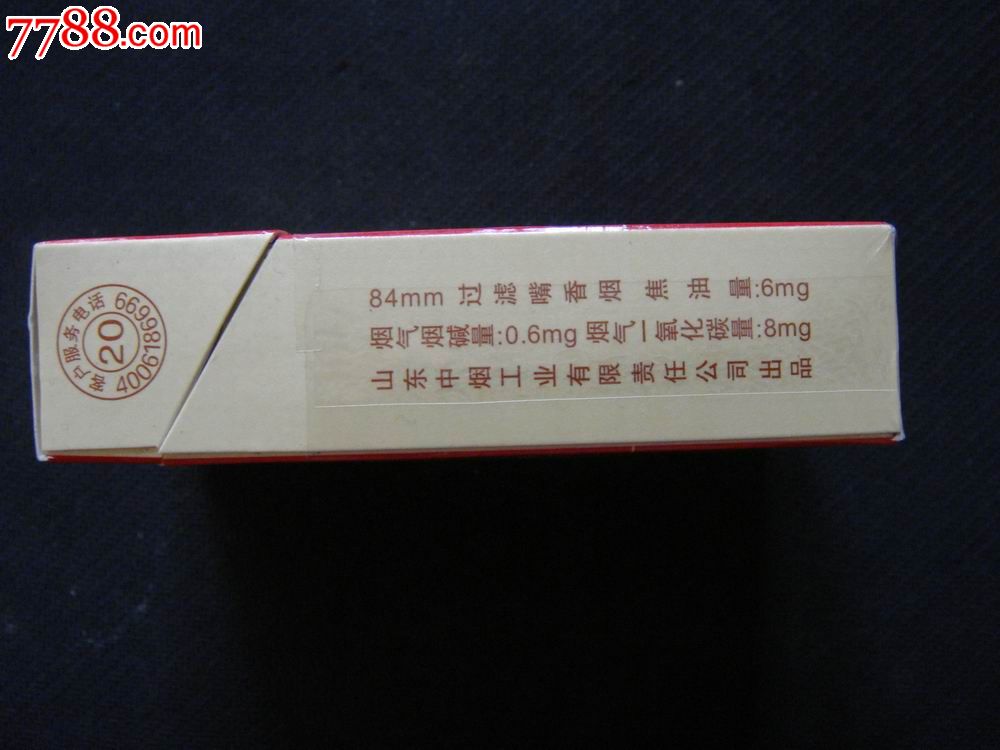 7788.com
84mm 过滤嘴香烟 焦油量:6mg
烟气烟碱量:0.6mg 烟气一氧化碳量:8mg
山东中烟工业有限责任公司出品
客户服务电话
4006189999
20